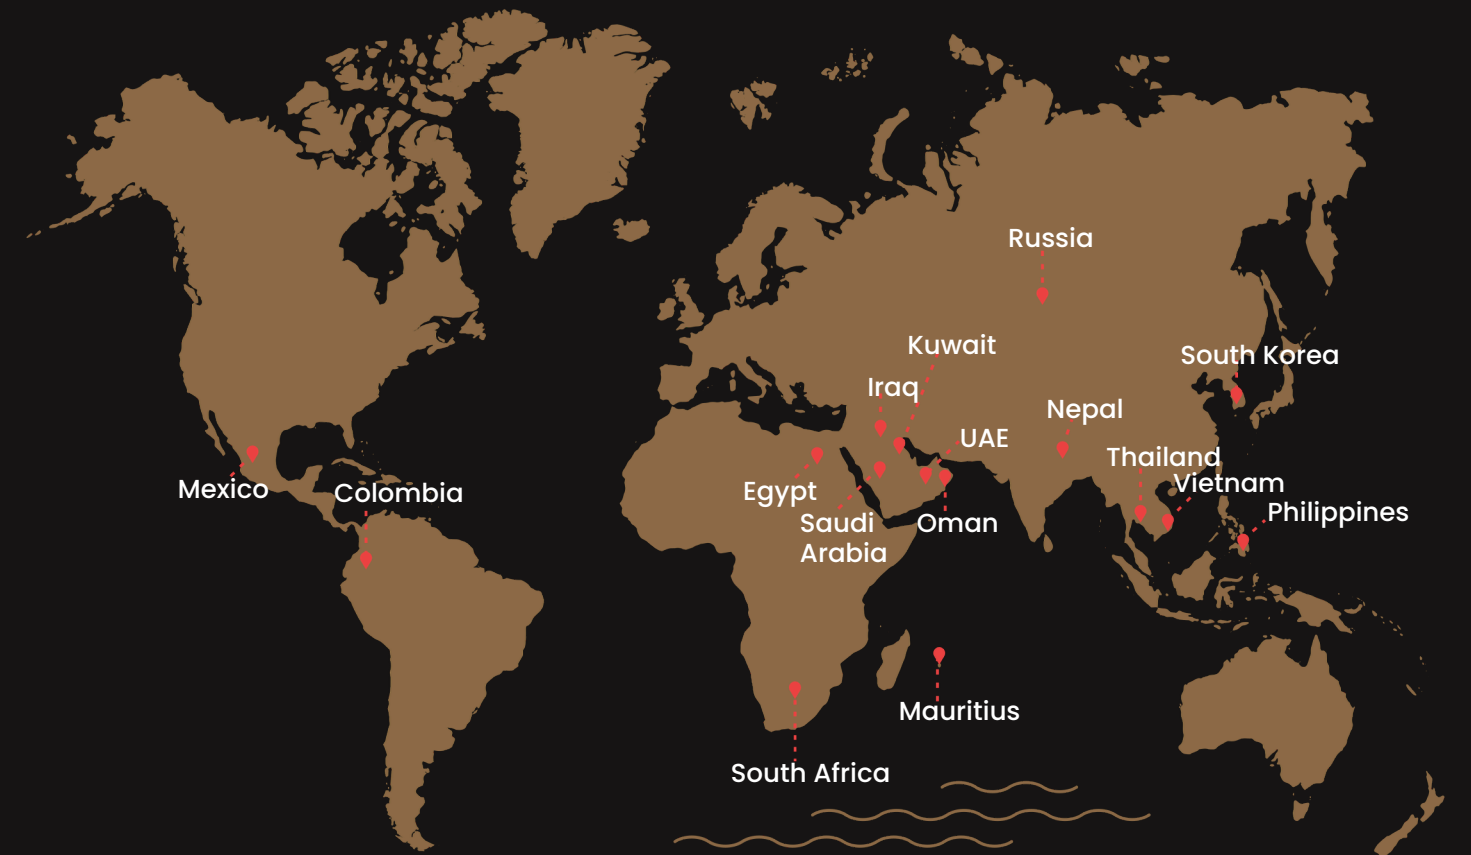 Russia
Kuwait
South Korea
Iraq
Nepal
UAE
Thailand
Vietnam
Mexico
Colombia
Egypt
Philippines
Saudi
Arabia
Oman
Mauritius
South Africa